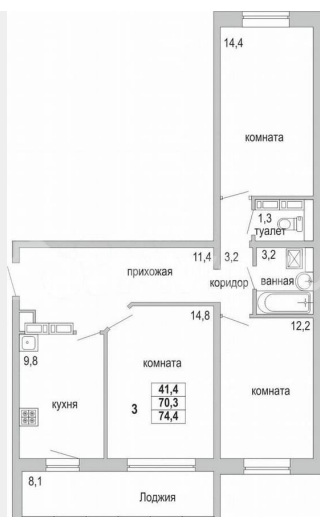 14,4
комната
1,3
туалет
11,4
3,2
3,2
прихожая
коридор
ванная
14,8
12,2
9,8
комната
комната
кухня
3
41,4
70,3
74,4
8,1
Лоджия